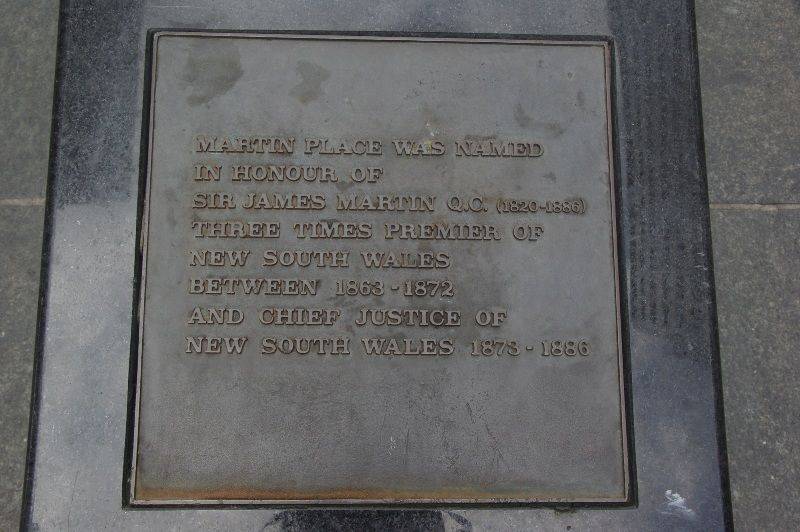 MARTIN PLACE WAS NAMED
IN HONOUR OF
SIR JAMES MARTIN Q.C. (1820-1886)
THREE TIMES PREMIER OF
NEW SOUTH WALES
BETWEEN 1863 - 1872
AND CHIEF JUSTICE OF
NEW SOUTH WALES 1873 - 1886